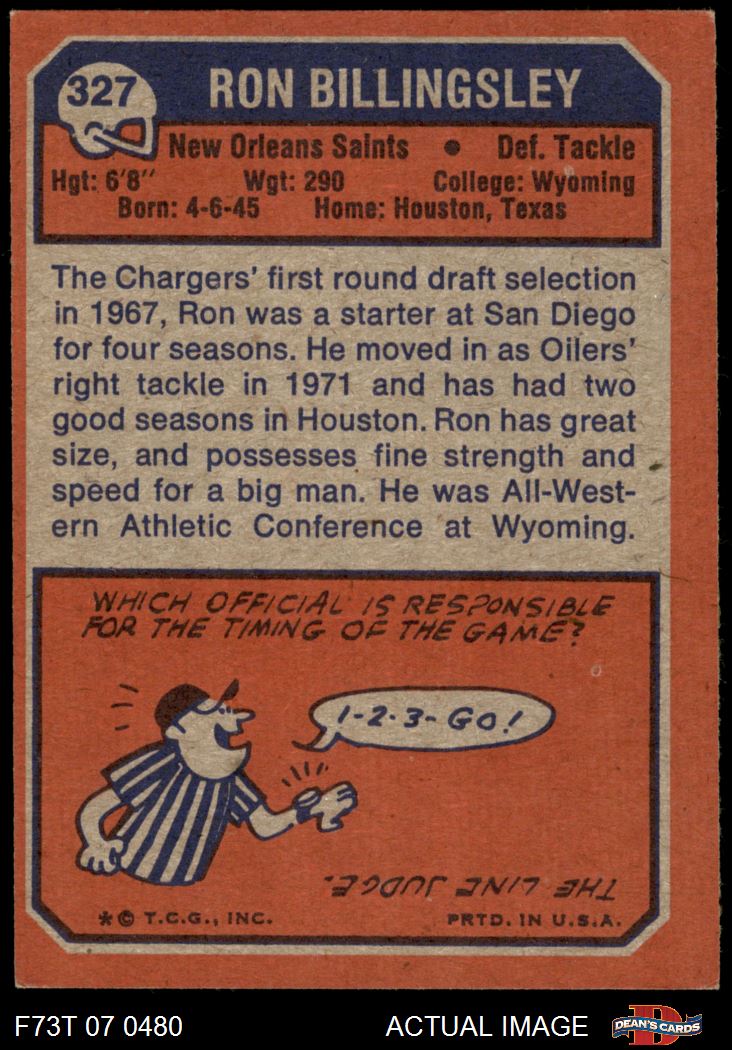 327
RON BILLINGSLEY
New Orleans Saints • Def. Tackle
Hgt: 6'8" Wgt: 290 College: Wyoming
Born: 4-6-45 Home: Houston, Texas
The Chargers' first round draft selection
in 1967, Ron was a starter at San Diego
for four seasons. He moved in as Oilers'
right tackle in 1971 and has had two
good seasons in Houston. Ron has great
size, and possesses fine strength and
speed for a big man. He was All-West-
ern Athletic Conference at Wyoming.
WHICH OFFICIAL IS RESPONSIBLE
FOR THE TIMING OF THE GAME?
1-2-3-GO!
THE LINE JUDGE.
*© T.C.G., INC. PRTD. IN U.S.A.
F73T 07 0480 ACTUAL IMAGE
D
DEAN'S CARDS